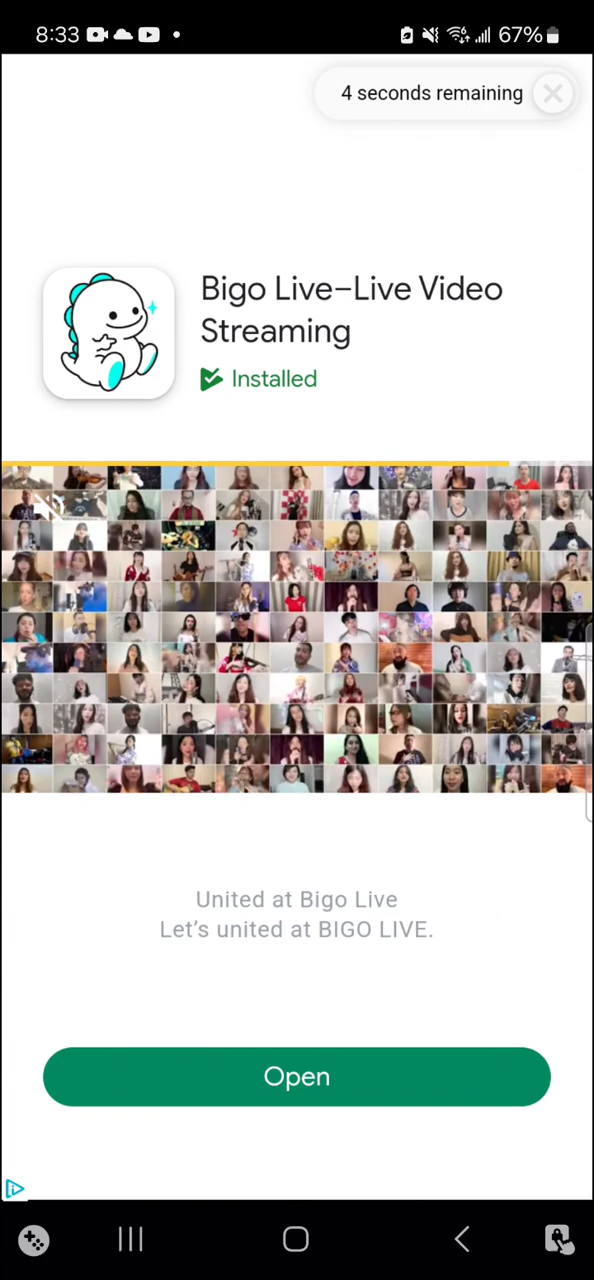 8:33
67%
4 seconds remaining
Bigo Live–Live Video
Streaming
Installed
United at Bigo Live
Let's united at BIGO LIVE.
Open